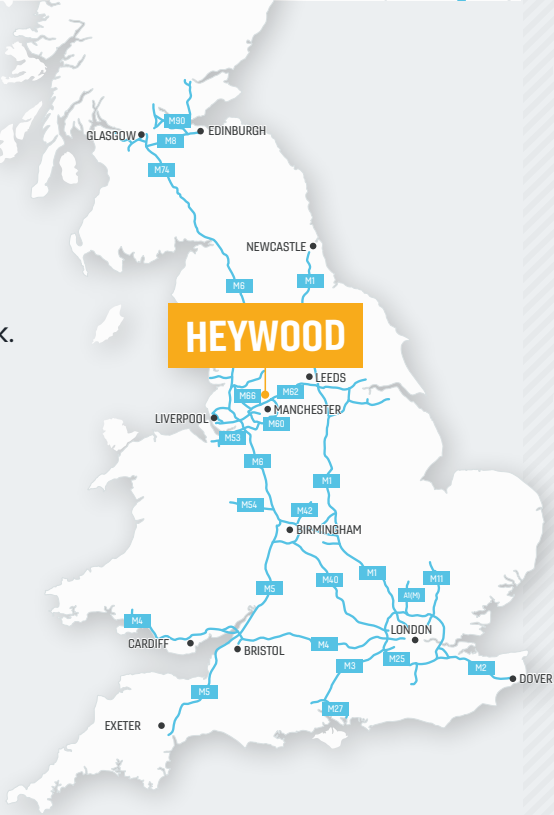 M90
EDINBURGH
GLASGOW
M8
M74
NEWCASTLE
M6
M1
K.
HEYWOOD
LEEDS
M66
M62
MANCHESTER
LIVERPOOL
M60
M53
M6
M1
M54
M42
BIRMINGHAM
M1
M40
M11
M5
A1(M)
M4
LONDON
CARDIFF
M4
BRISTOL
M25
M3
M2
DOVER
M5
M27
EXETER